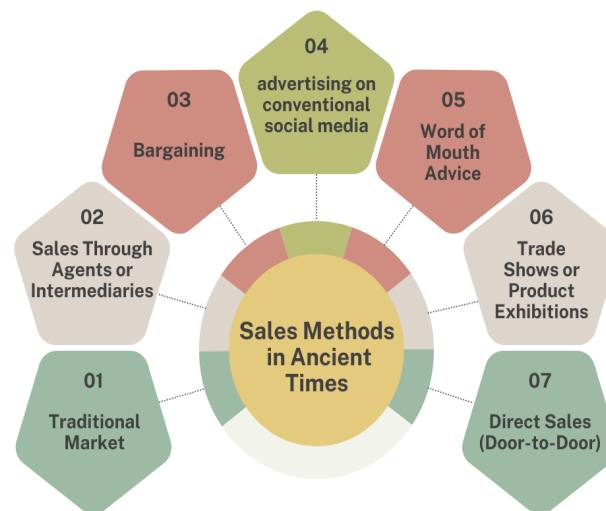 Sales Methods
in Ancient
Times
01
Traditional
Market
02
Sales Through
Agents or
Intermediaries
03
Bargaining
04
advertising on
conventional
social media
05
Word of
Mouth
Advice
06
Trade
Shows or
Product
Exhibitions
07
Direct Sales
(Door-to-Door)